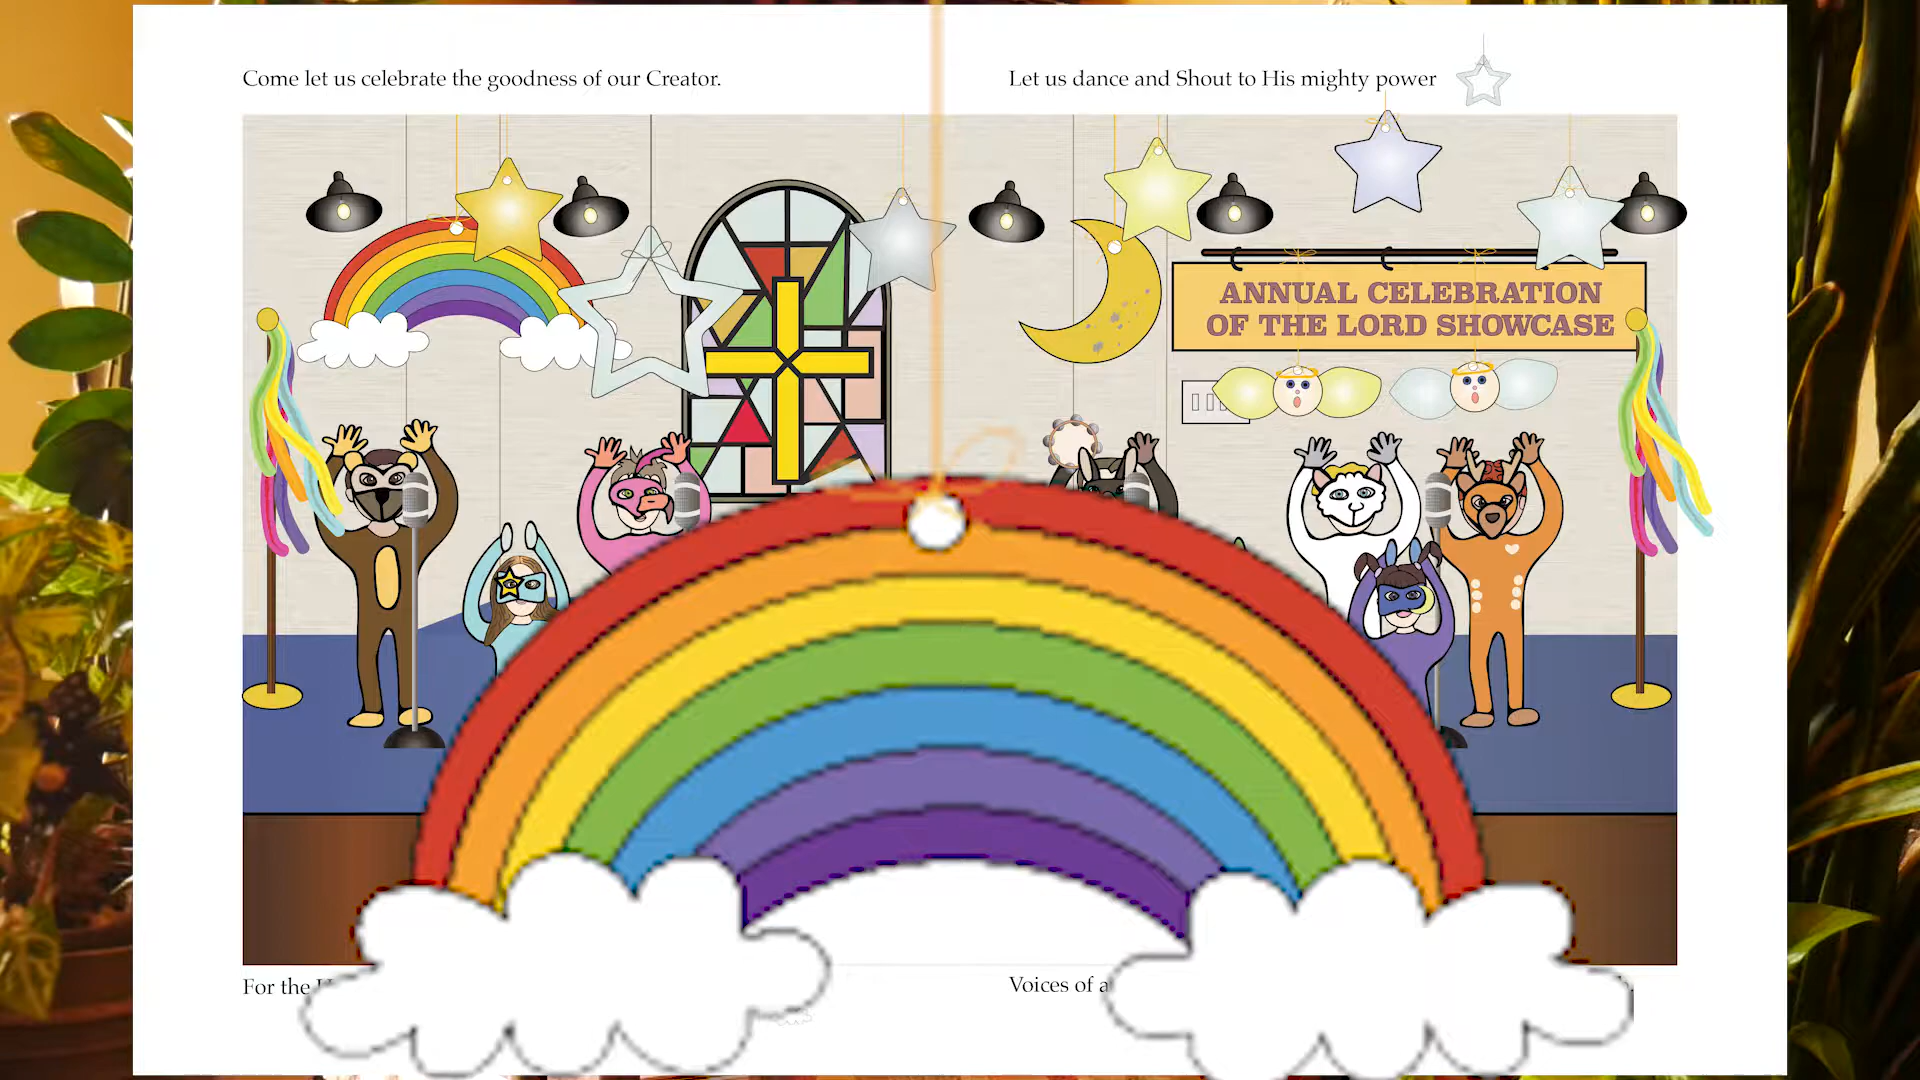 Come let us celebrate the goodness of our Creator.
Let us dance and Shout to His mighty power
ANNUAL CELEBRATION
OF THE LORD SHOWCASE
For the
Voices of